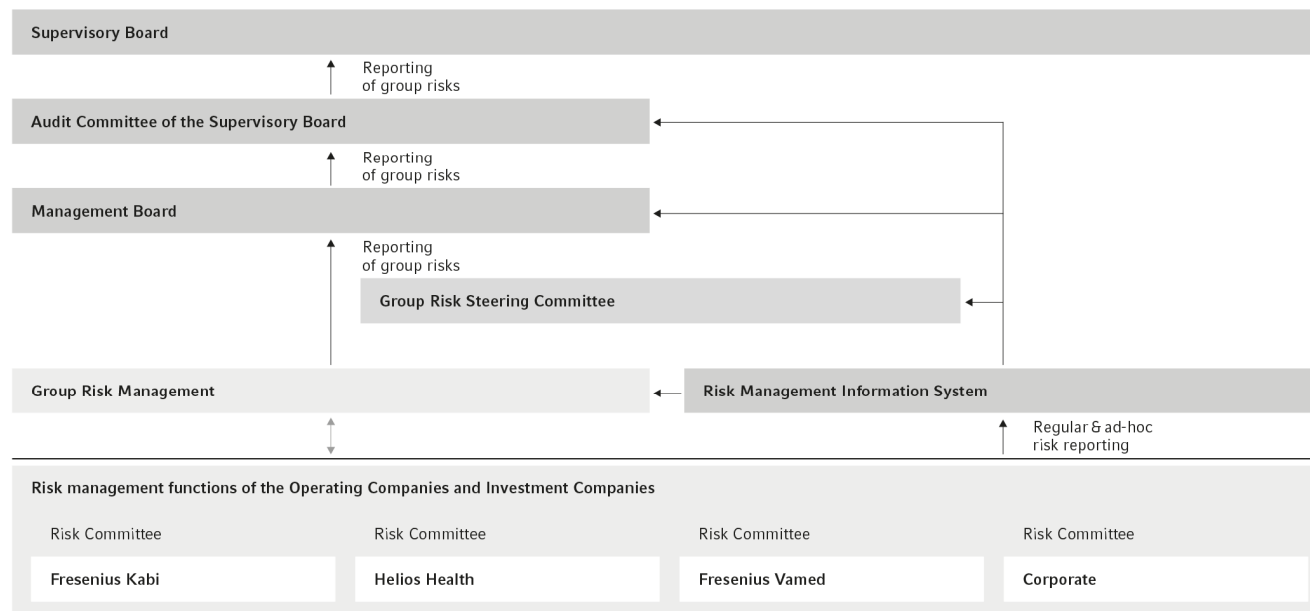 Supervisory Board
Reporting
of group risks
Audit Committee of the Supervisory Board
Reporting
of group risks
Management Board
Reporting
of group risks
Group Risk Steering Committee
Group Risk Management
Risk Management Information System
Regular & ad-hoc
risk reporting
Risk management functions of the Operating Companies and Investment Companies
Risk Committee
Fresenius Kabi
Risk Committee
Helios Health
Risk Committee
Fresenius Vamed
Risk Committee
Corporate